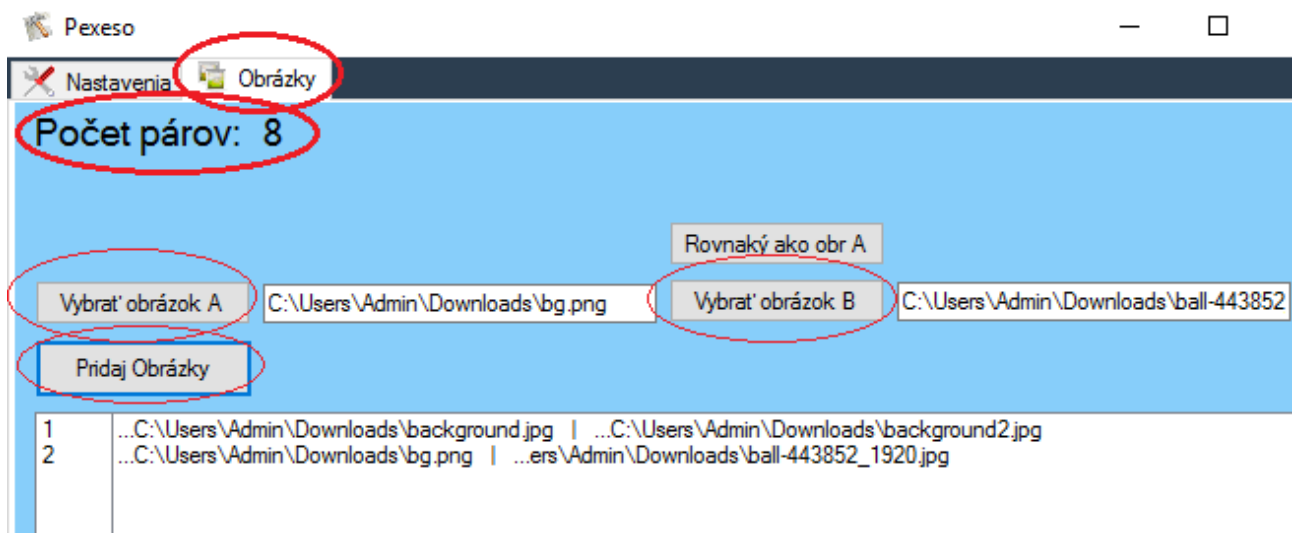 Pexeso
Nastavenia Obrázky
Počet párov: 8
Rovnaký ako obr A
Vybrať obrázok A C:\Users\Admin\Downloads\bg.png Vybrať obrázok B C:\Users\Admin\Downloads\ball-443852
Pridaj Obrázky
1 ...C:\Users\Admin\Downloads\background.jpg | ...C:\Users\Admin\Downloads\background2.jpg
2 ...C:\Users\Admin\Downloads\bg.png | ...ers\Admin\Downloads\ball-443852_1920.jpg